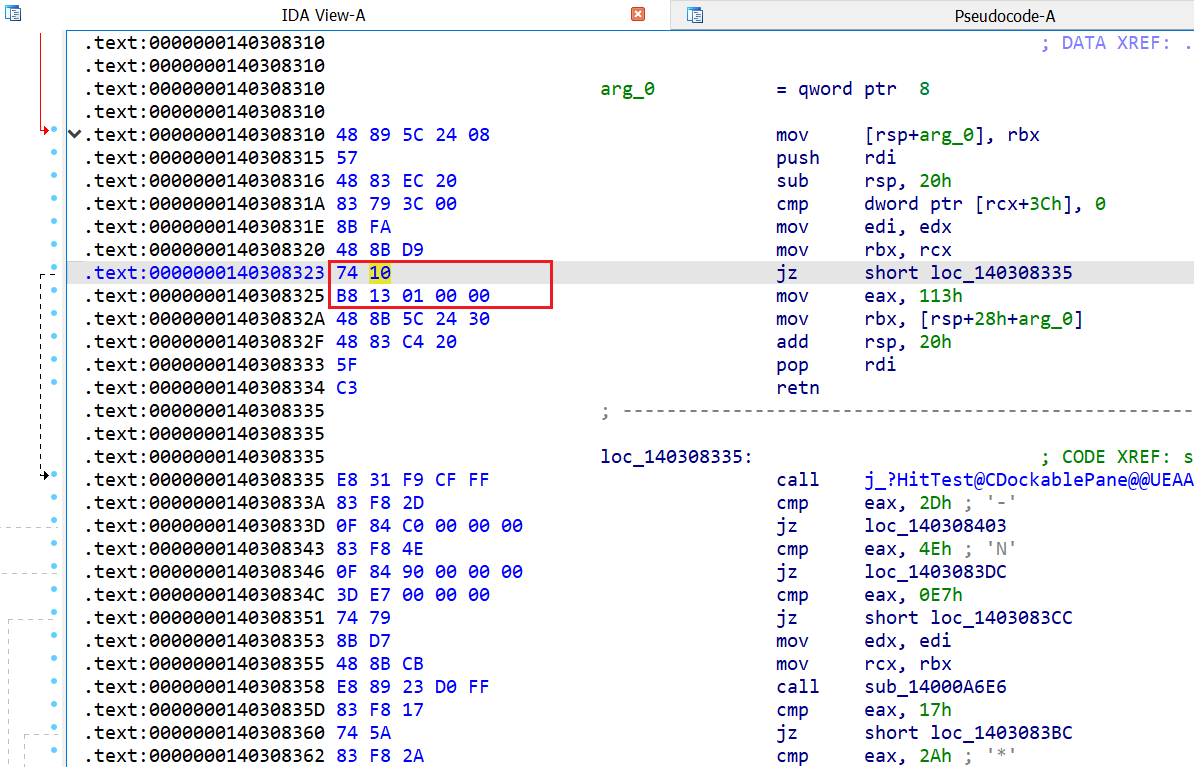 IDA View-A Pseudocode-A
.text:0000000140308310 ; DATA XREF: .
.text:0000000140308310
.text:0000000140308310 arg_0 = qword ptr 8
.text:0000000140308310
.text:0000000140308310 48 89 5C 24 08 mov [rsp+arg_0], rbx
.text:0000000140308315 57 push rdi
.text:0000000140308316 48 83 EC 20 sub rsp, 20h
.text:000000014030831A 83 79 3C 00 cmp dword ptr [rcx+3Ch], 0
.text:000000014030831E 8B FA mov edi, edx
.text:0000000140308320 48 8B D9 mov rbx, rcx
.text:0000000140308323 74 10 jz short loc_140308335
.text:0000000140308325 B8 13 01 00 00 mov eax, 113h
.text:000000014030832A 48 8B 5C 24 30 mov rbx, [rsp+28h+arg_0]
.text:000000014030832F 48 83 C4 20 add rsp, 20h
.text:0000000140308333 5F pop rdi
.text:0000000140308334 C3 retn
.text:0000000140308335 ; ----------------------------------------------------
.text:0000000140308335
.text:0000000140308335 loc_140308335: ; CODE XREF: s
.text:0000000140308335 E8 31 F9 CF FF call j_?HitTest@CDockablePane@@UEAA
.text:000000014030833A 83 F8 2D cmp eax, 2Dh ; '-'
.text:000000014030833D 0F 84 C0 00 00 00 jz loc_140308403
.text:0000000140308343 83 F8 4E cmp eax, 4Eh ; 'N'
.text:0000000140308346 0F 84 90 00 00 00 jz loc_1403083DC
.text:000000014030834C 3D E7 00 00 00 cmp eax, 0E7h
.text:0000000140308351 74 79 jz short loc_1403083CC
.text:0000000140308353 8B D7 mov edx, edi
.text:0000000140308355 48 8B CB mov rcx, rbx
.text:0000000140308358 E8 89 23 D0 FF call sub_14000A6E6
.text:000000014030835D 83 F8 17 cmp eax, 17h
.text:0000000140308360 74 5A jz short loc_1403083BC
.text:0000000140308362 83 F8 2A cmp eax, 2Ah ; '*'